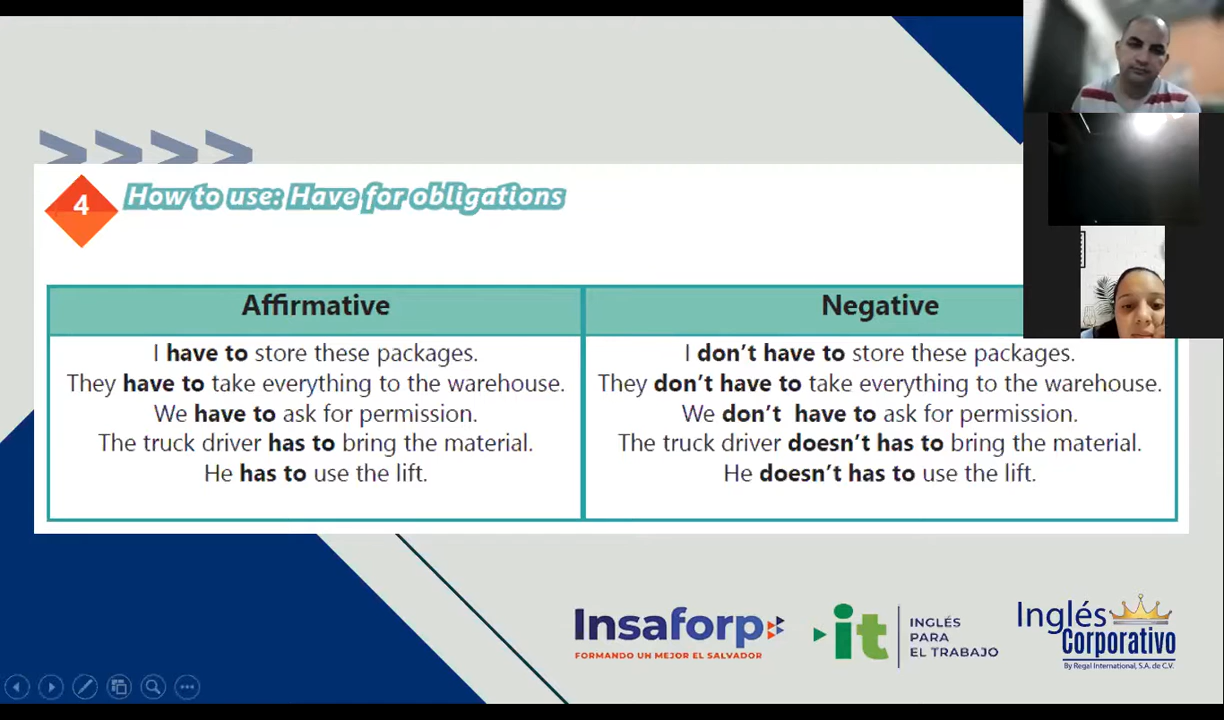 4
How to use: Have for obligations
Affirmative
I have to store these packages.
They have to take everything to the warehouse.
We have to ask for permission.
The truck driver has to bring the material.
He has to use the lift.
Negative
I don't have to store these packages.
They don't have to take everything to the warehouse.
We don't  have to ask for permission.
The truck driver doesn't has to bring the material.
He doesn't has to use the lift.
Insaforp
FORMANDO UN MEJOR EL SALVADOR
it
INGLÉS
PARA
EL TRABAJO
Inglés
Corporativo
By Regal International, S.A. de C.V.